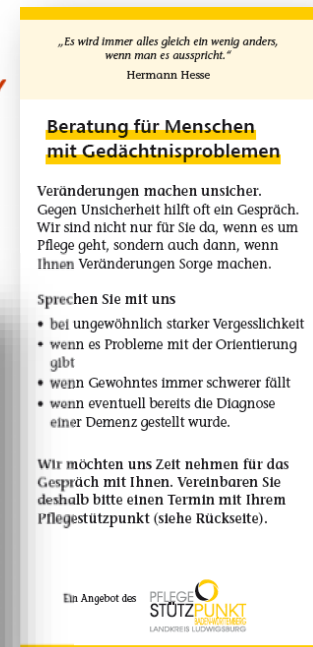 „Es wird immer alles gleich ein wenig anders,
wenn man es ausspricht.“
Hermann Hesse
Beratung für Menschen
mit Gedächtnisproblemen
Veränderungen machen unsicher.
Gegen Unsicherheit hilft oft ein Gespräch.
Wir sind nicht nur für Sie da, wenn es um
Pflege geht, sondern auch dann, wenn
Ihnen Veränderungen Sorge machen.
Sprechen Sie mit uns
• bei ungewöhnlich starker Vergesslichkeit
• wenn es Probleme mit der Orientierung
gibt
• wenn Gewohntes immer schwerer fällt
• wenn eventuell bereits die Diagnose
einer Demenz gestellt wurde.
Wir möchten uns Zeit nehmen für das
Gespräch mit Ihnen. Vereinbaren Sie
deshalb bitte einen Termin mit Ihrem
Pflegestützpunkt (siehe Rückseite).
Ein Angebot des
PFLEGE
STÜTZPUNKT
BADEN-WÜRTTEMBERG
LANDKREIS LUDWIGSBURG